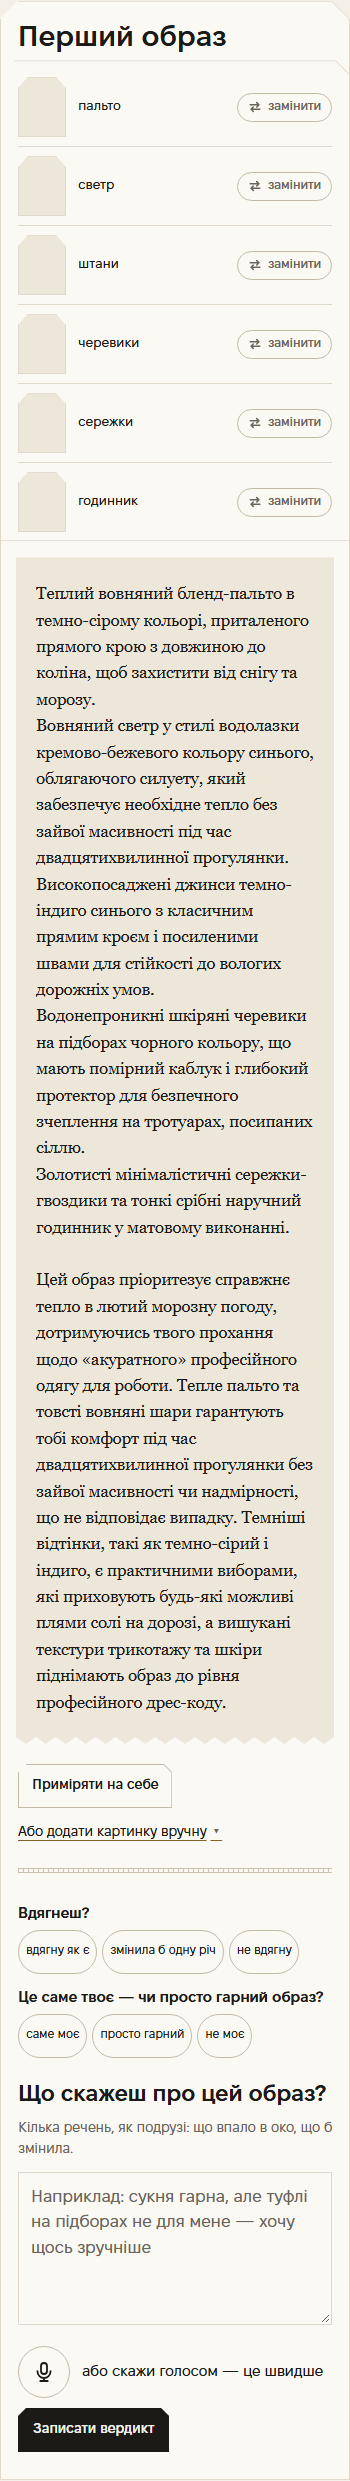 Перший образ
пальто
замінити
светр
замінити
штани
замінити
черевики
замінити
сережки
замінити
годинник
замінити
Теплий вовняний бленд-пальто в
темно-сірому кольорі, приталеного
прямого крою з довжиною до
коліна, щоб захистити від снігу та
морозу.
Вовняний светр у стилі водолазки
кремово-бежевого кольору синього,
облягаючого силуету, який
забезпечує необхідне тепло без
зайвої масивності під час
двадцятихвилинної прогулянки.
Високопосаджені джинси темно-
індиго синього з класичним
прямим кроєм і посиленими
швами для стійкості до вологих
дорожніх умов.
Водонепроникні шкіряні черевики
на підборах чорного кольору, що
мають помірний каблук і глибокий
протектор для безпечного
зчеплення на тротуарах, посипаних
сіллю.
Золотисті мінімалістичні сережки-
гвоздики та тонкі срібні наручний
годинник у матовому виконанні.
Цей образ пріоритезує справжнє
тепло в лютий морозну погоду,
дотримуючись твого прохання
щодо «акуратного» професійного
одягу для роботи. Тепле пальто та
товсті вовняні шари гарантують
тобі комфорт під час
двадцятихвилинної прогулянки без
зайвої масивності чи надмірності,
що не відповідає випадку. Темніші
відтінки, такі як темно-сірий і
індиго, є практичними виборами,
які приховують будь-які можливі
плями солі на дорозі, а вишукані
текстури трикотажу та шкіри
піднімають образ до рівня
професійного дрес-коду.
Приміряти на себе
Або додати картинку вручну
Вдягнеш?
вдягну як є
змінила б одну річ
не вдягну
Це саме твоє — чи просто гарний образ?
саме моє
просто гарний
не моє
Що скажеш про цей образ?
Кілька речень, як подрузі: що впало в око, що б
змінила.
Наприклад: сукня гарна, але туфлі
на підборах не для мене — хочу
щось зручніше
або скажи голосом — це швидше
Записати вердикт